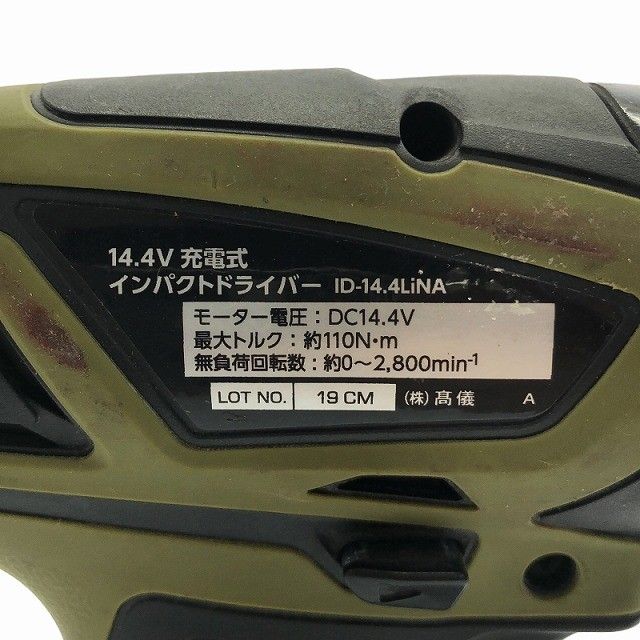 14.4V 充電式
インパクトドライバー ID-14.4LiNA
モーター電圧：DC14.4V
最大トルク：約110N・m
無負荷回転数：約0～2,800min-¹
LOT NO. 19 CM (株)髙儀 A